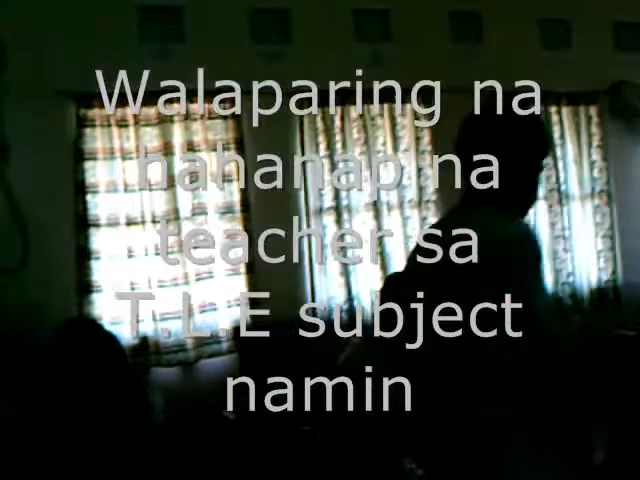 Walaparing na
hahanap na
teacher sa
T.L.E subject
namin